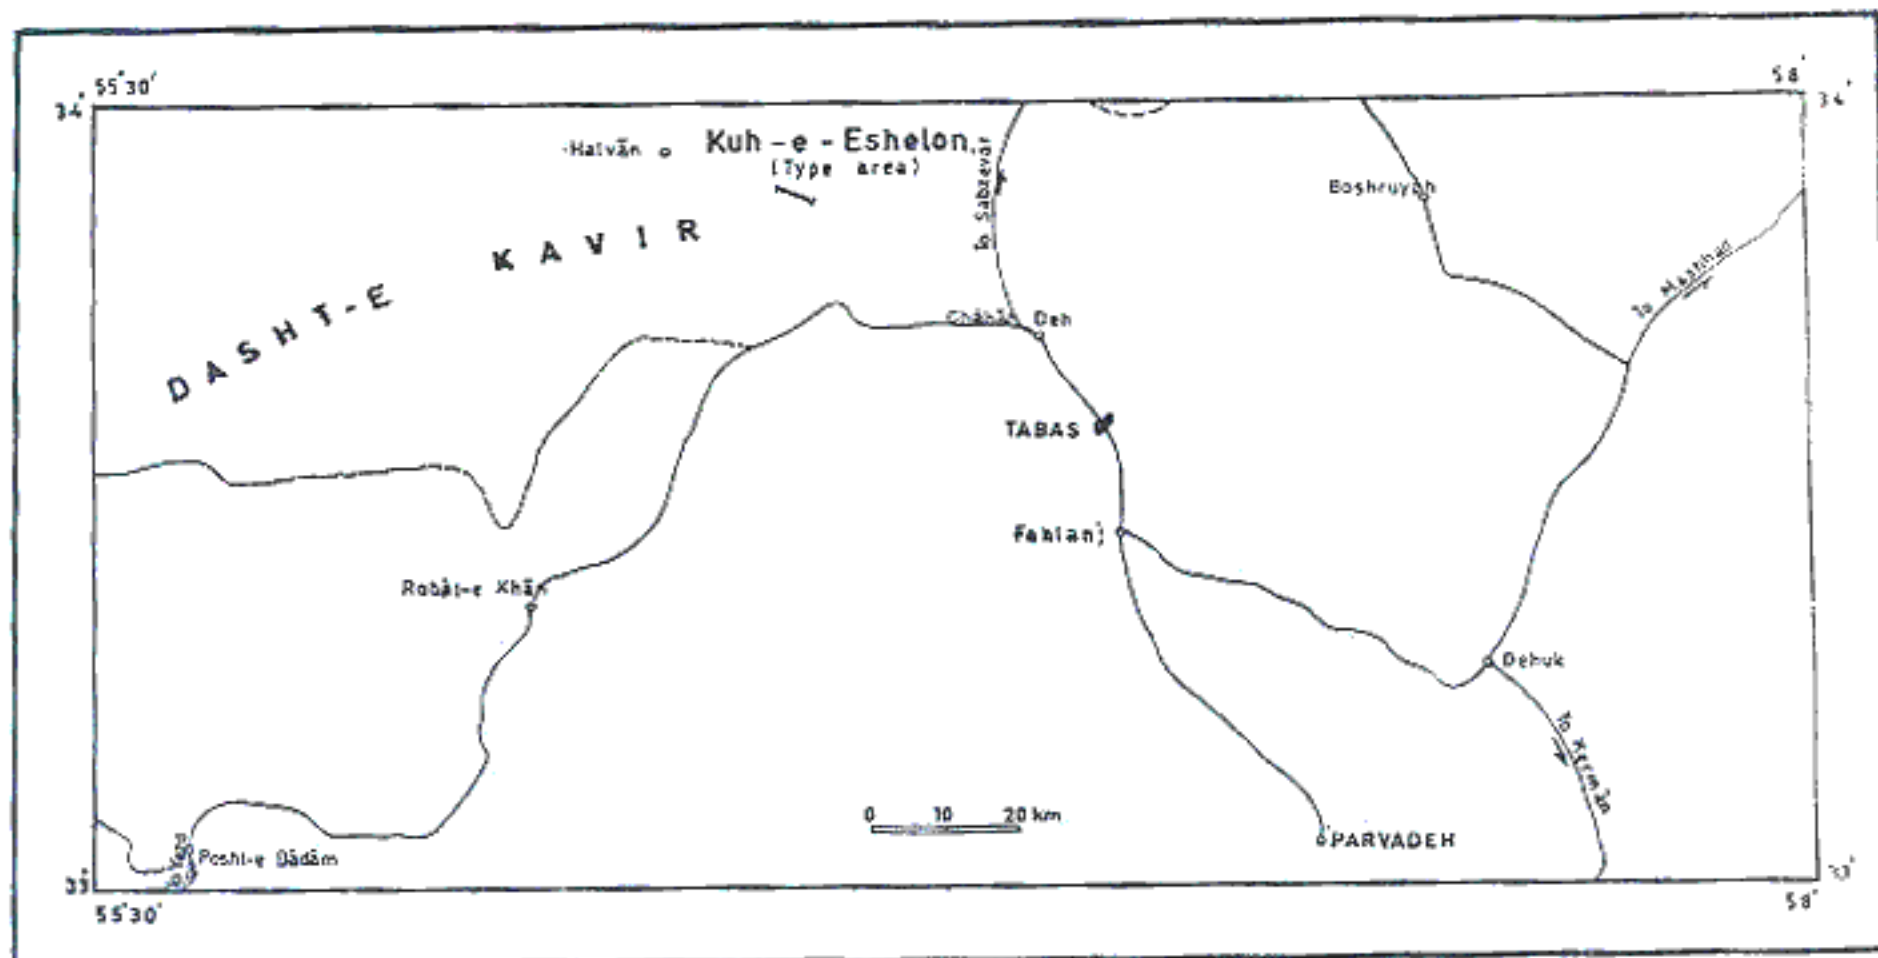 55°30'
58°
34°
34°
Halvān
Kuh-e-Eshelon
(Type area)
To Sabzevar
Boshruyeh
DASHT-E KAVIR
To Mashhad
Deh
TABAS
Fahlanj
Robāt-e Khān
Dehuk
To Kermān
0 10 20 km
PARVADEH
Posht-e Bādām
33°
33°
55°30'
58°